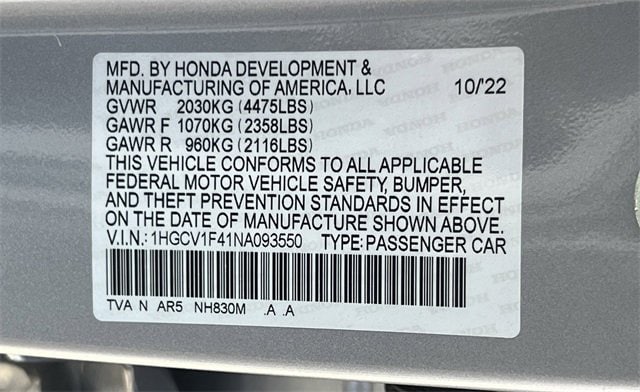 MFD. BY HONDA DEVELOPMENT &
MANUFACTURING OF AMERICA, LLC 10/'22
GVWR 2030KG (4475LBS)
GAWR F 1070KG (2358LBS)
GAWR R 960KG (2116LBS)
THIS VEHICLE CONFORMS TO ALL APPLICABLE
FEDERAL MOTOR VEHICLE SAFETY, BUMPER,
AND THEFT PREVENTION STANDARDS IN EFFECT
ON THE DATE OF MANUFACTURE SHOWN ABOVE.
V.I.N.: 1HGCV1F41NA093550 TYPE: PASSENGER CAR
TVA N AR5 NH830M .A .A